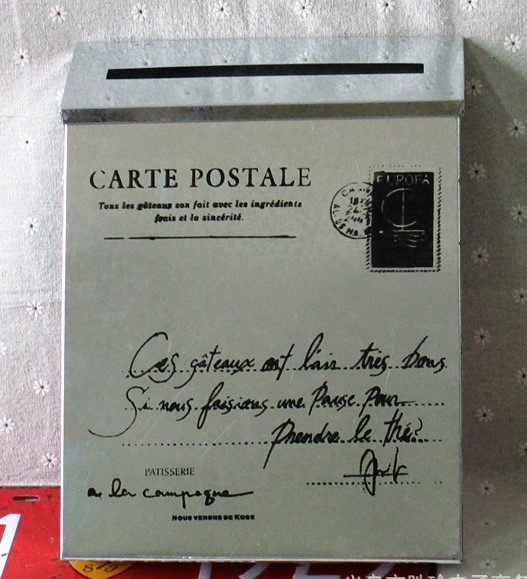 CARTE POSTALE
Tous les gâteaux son fait avec les ingrédients
frais et la sincérité.
EUROPA
Ces gâteaux ont l'air très bons
Si nous faisions une Pause Pour
Prendre le thé?
PATISSERIE
a la campagne
NOUS VENONS DE KOBE